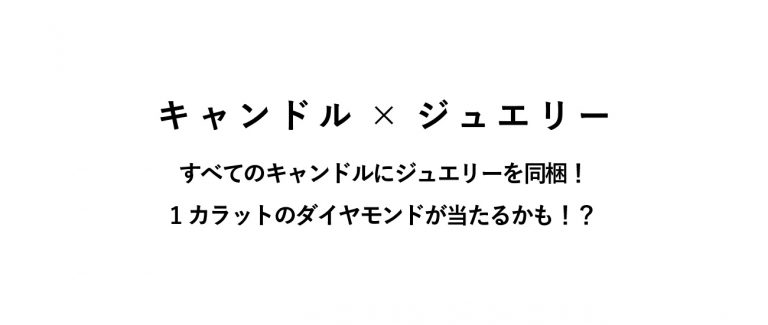 キャンドル × ジュエリー
すべてのキャンドルにジュエリーを同梱！
1 カラットのダイヤモンドが当たるかも！？